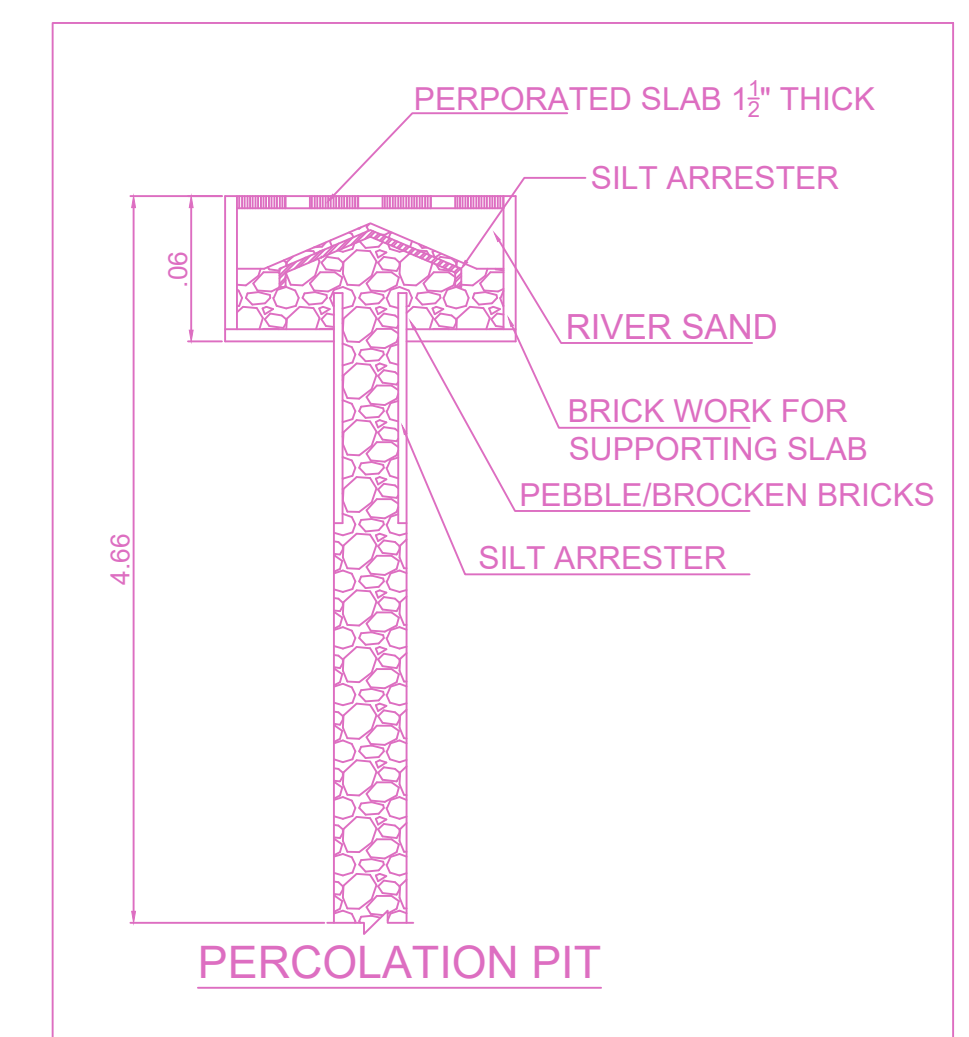 PERPORATED SLAB 1½" THICK
SILT ARRESTER
.06
RIVER SAND
BRICK WORK FOR
SUPPORTING SLAB
PEBBLE/BROCKEN BRICKS
4.66
SILT ARRESTER
PERCOLATION PIT